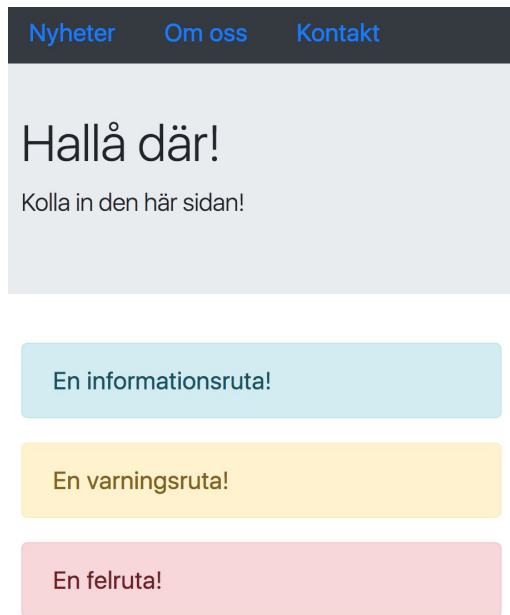 Nyheter Om oss Kontakt
Hallå där!
Kolla in den här sidan!
En informationsruta!
En varningsruta!
En felruta!